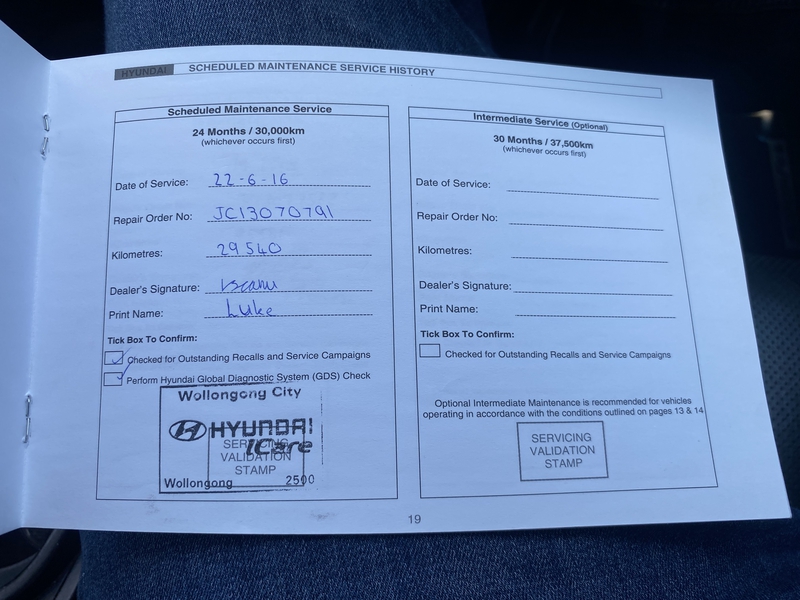 HYUNDAI SCHEDULED MAINTENANCE SERVICE HISTORY
Scheduled Maintenance Service
24 Months / 30,000km
(whichever occurs first)
Date of Service: 22-6-16
Repair Order No: JC13070791
Kilometres: 29540
Dealer's Signature:
Print Name: Luke
Tick Box To Confirm:
Checked for Outstanding Recalls and Service Campaigns
Perform Hyundai Global Diagnostic System (GDS) Check
Wollongong City
HYUNDAI
iCare
SERVICING
VALIDATION
STAMP
Wollongong 2500
Intermediate Service (Optional)
30 Months / 37,500km
(whichever occurs first)
Date of Service:
Repair Order No:
Kilometres:
Dealer's Signature:
Print Name:
Tick Box To Confirm:
Checked for Outstanding Recalls and Service Campaigns
Optional Intermediate Maintenance is recommended for vehicles
operating in accordance with the conditions outlined on pages 13 & 14
SERVICING
VALIDATION
STAMP
19